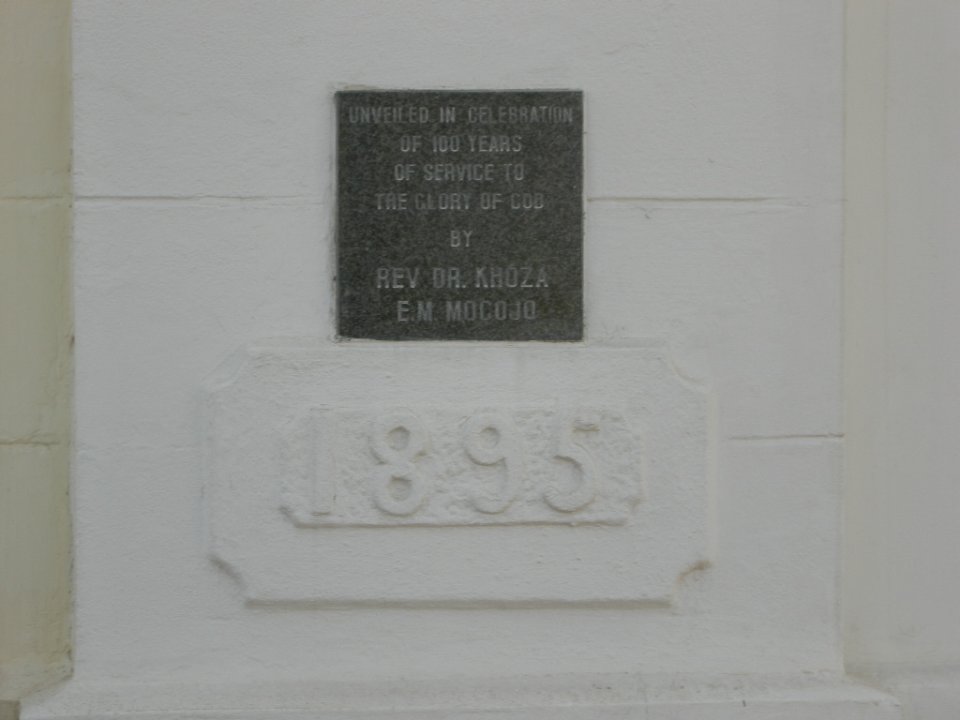 UNVEILED IN CELEBRATION
OF 100 YEARS
OF SERVICE TO
THE GLORY OF GOD
BY
REV DR. KHOZA
E.M. MOGOJO
1895